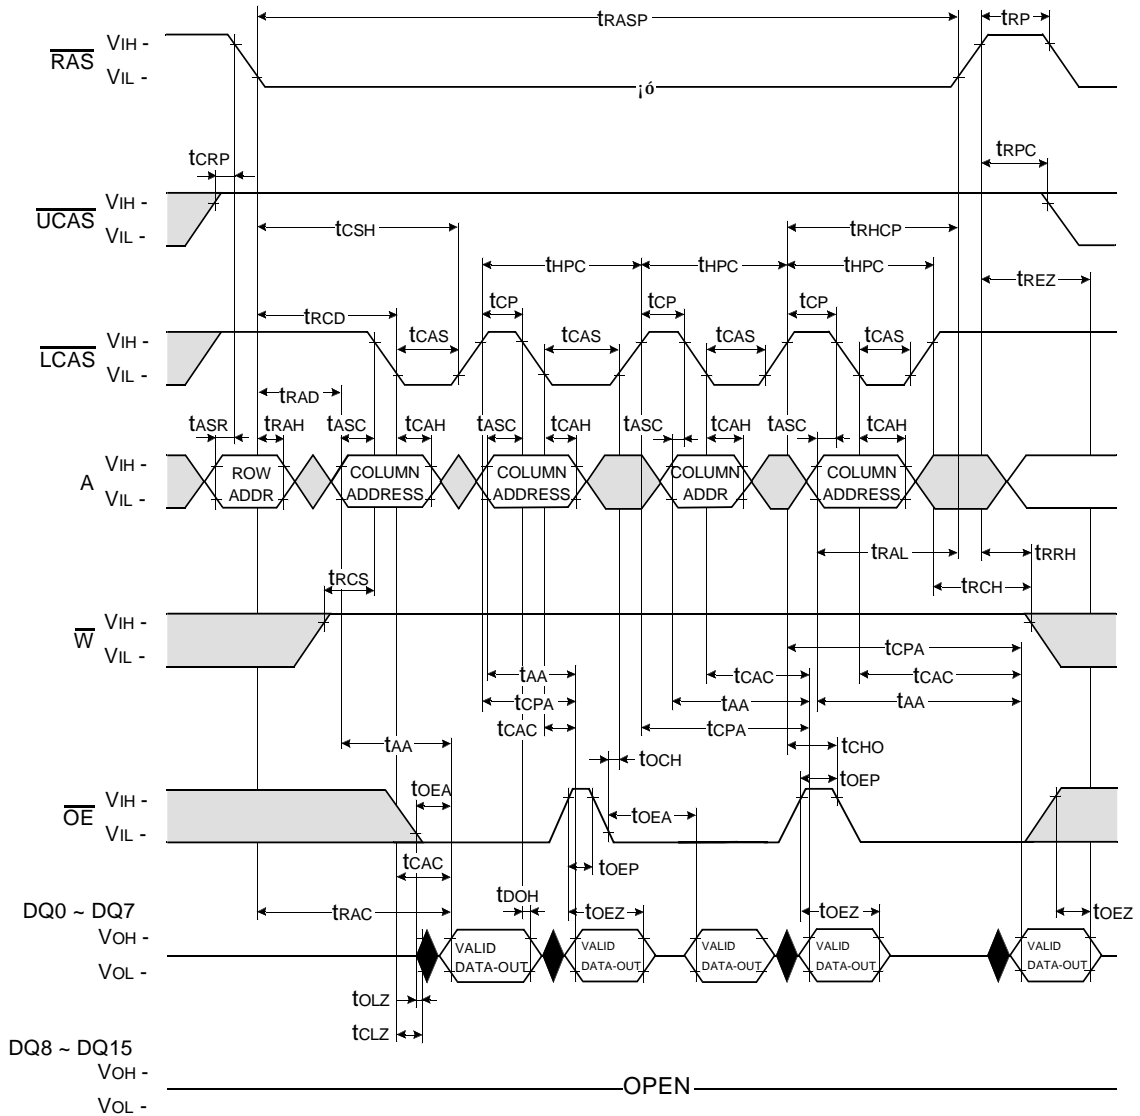 tRASP
tRP
RAS
VIH -
VIL -
¡ó
tCRP
tRPC
UCAS
VIH -
VIL -
tCSH
tRHCP
tHPC
tHPC
tHPC
tREZ
tRCD
tCP
tCP
tCP
LCAS
VIH -
VIL -
tCAS
tCAS
tCAS
tCAS
tRAD
tASR
tRAH
tASC
tCAH
tASC
tCAH
tASC
tCAH
tASC
tCAH
A
VIH -
VIL -
ROW
ADDR
COLUMN
ADDRESS
COLUMN
ADDRESS
COLUMN
ADDR
COLUMN
ADDRESS
tRAL
tRRH
tRCS
tRCH
W
VIH -
VIL -
tCPA
tAA
tCAC
tCAC
tCPA
tAA
tAA
tCAC
tCPA
tAA
tOCH
tCHO
tOEA
tOEP
OE
VIH -
VIL -
tOEA
tCAC
tOEP
tDOH
DQ0 ~ DQ7
tRAC
tOEZ
tOEZ
tOEZ
VOH -
VOL -
VALID
DATA-OUT
VALID
DATA-OUT
VALID
DATA-OUT
VALID
DATA-OUT
VALID
DATA-OUT
tOLZ
tCLZ
DQ8 ~ DQ15
VOH -
OPEN
VOL -